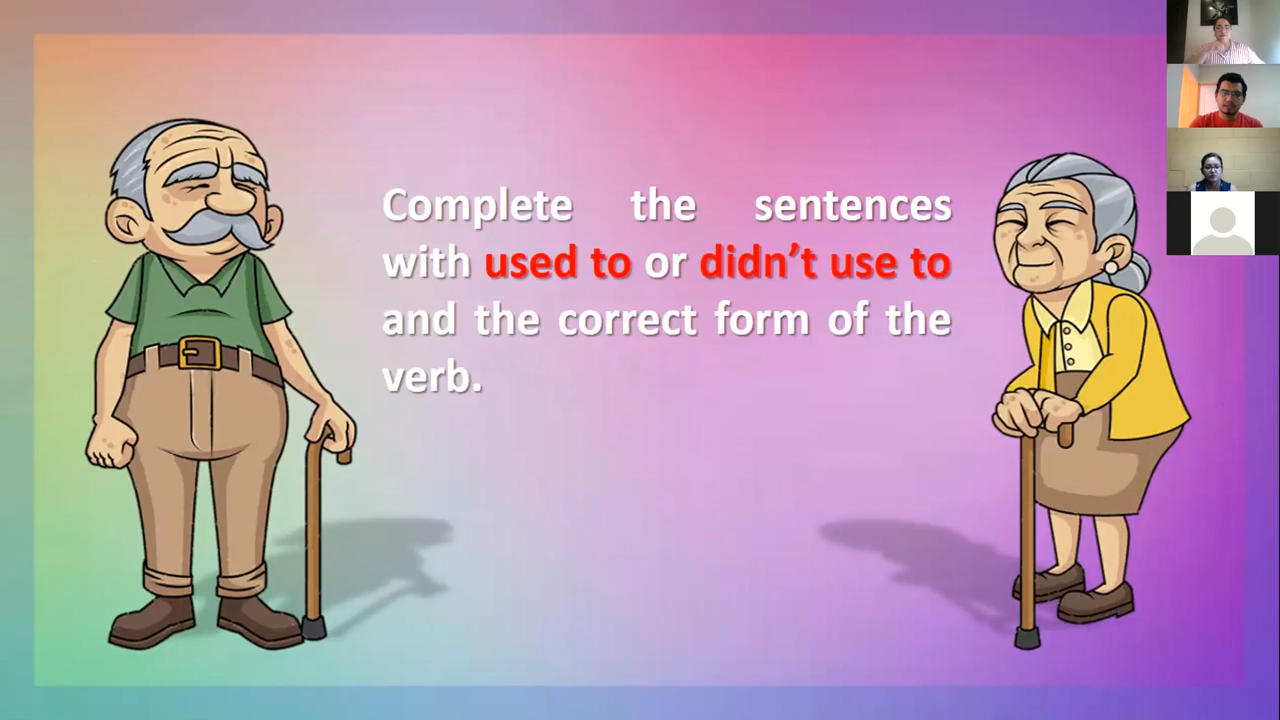 Complete the sentences
with used to or didn’t use to
and the correct form of the
verb.